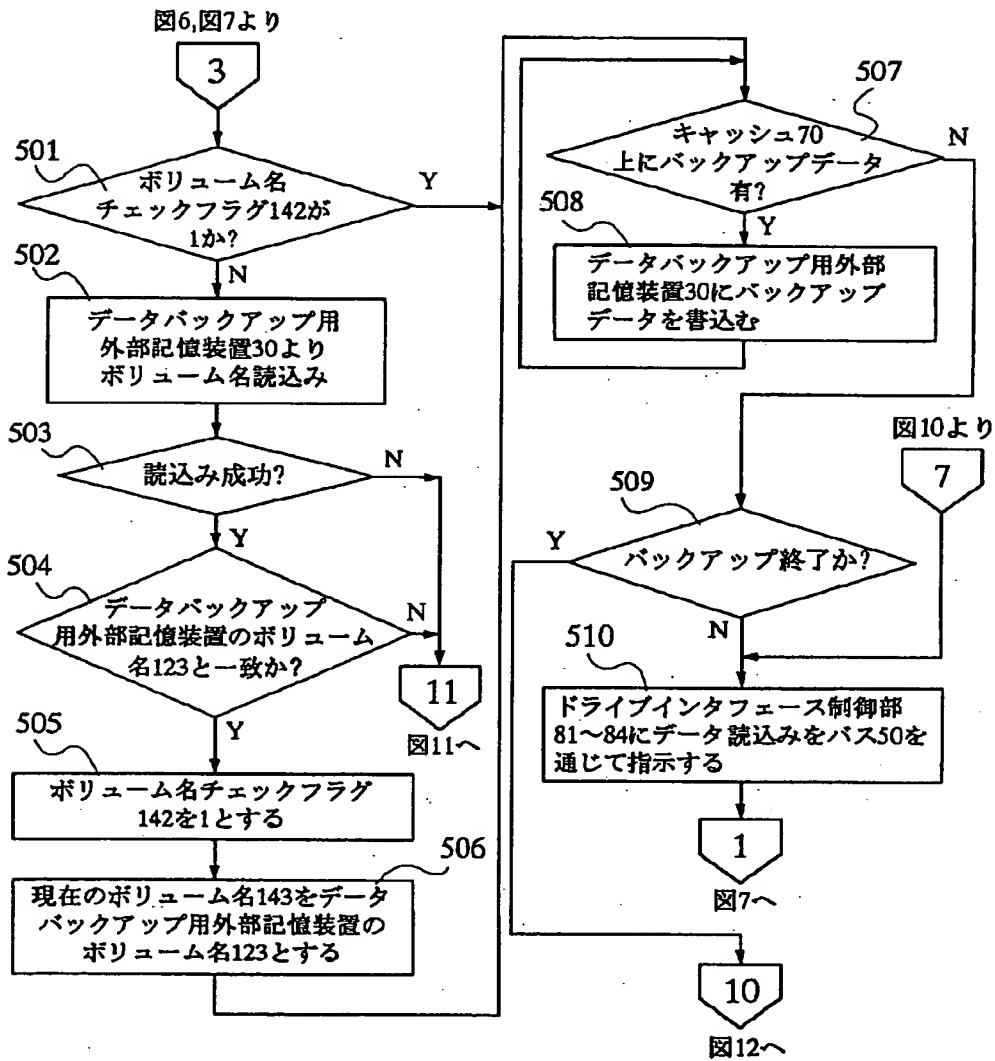 図6,図7より
3
501
ボリューム名
チェックフラグ142が
1か?
Y
N
502
データバックアップ用
外部記憶装置30より
ボリューム名読込み
503
読込み成功?
N
Y
504
データバックアップ
用外部記憶装置のボリューム
名123と一致か?
N
11
図11へ
Y
505
ボリューム名チェックフラグ
142を1とする
506
現在のボリューム名143をデータ
バックアップ用外部記憶装置の
ボリューム名123とする
507
キャッシュ70
上にバックアップデータ
有?
N
Y
508
データバックアップ用外部
記憶装置30にバックアップ
データを書込む
図10より
7
509
バックアップ終了か?
Y
N
510
ドライブインタフェース制御部
81~84にデータ読込みをバス50を
通じて指示する
1
図7へ
10
図12へ